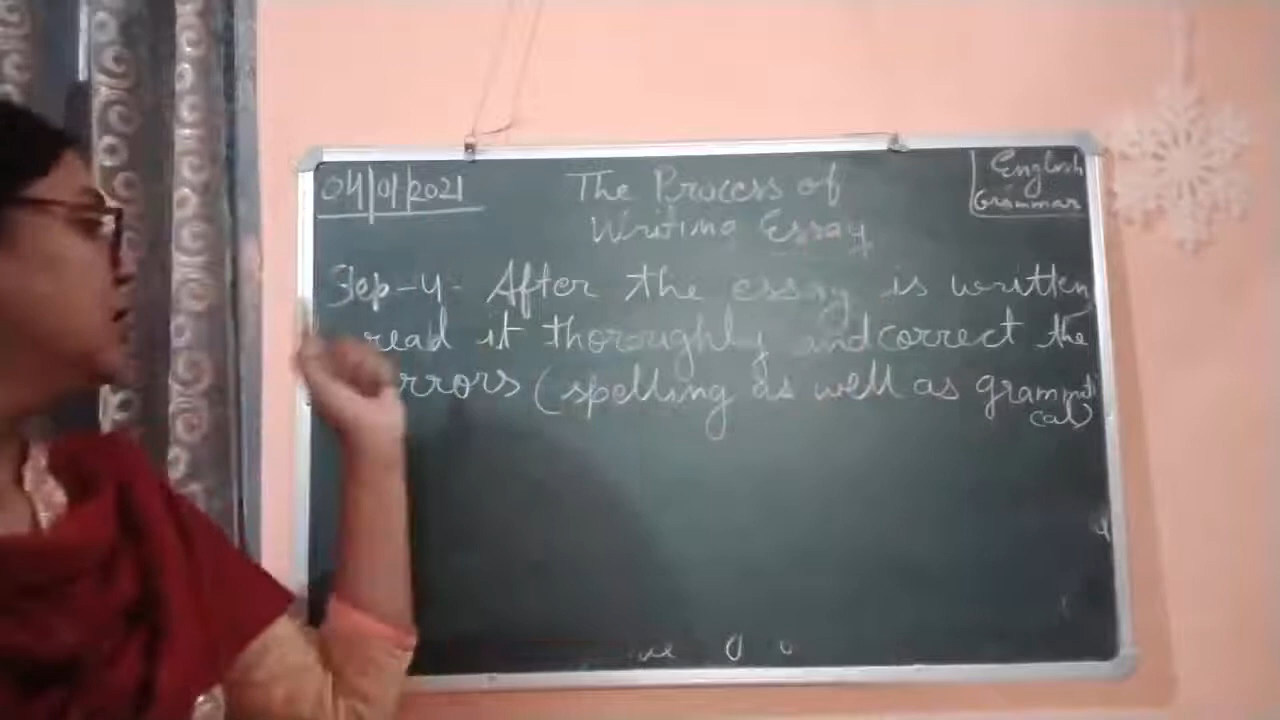 04/01/2021
The Process of
Writing Essay
English
Grammar
Step-4- After the essay is written
read it thoroughly and correct the
rrors (spelling as well as grammati
cal)